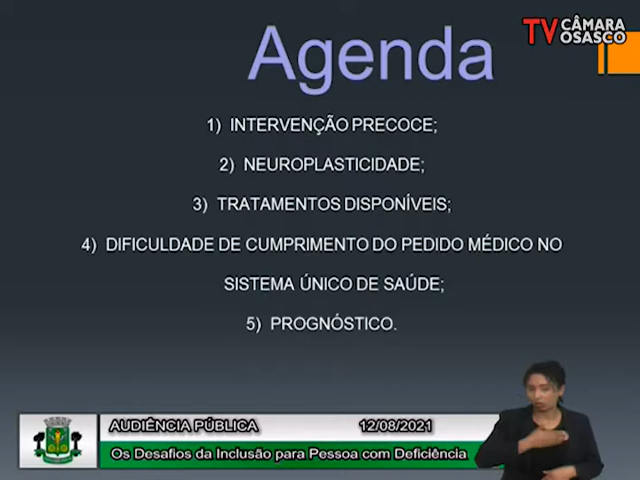 TV CÂMARA
OSASCO
Agenda
1) INTERVENÇÃO PRECOCE;
2) NEUROPLASTICIDADE;
3) TRATAMENTOS DISPONÍVEIS;
4) DIFICULDADE DE CUMPRIMENTO DO PEDIDO MÉDICO NO
SISTEMA ÚNICO DE SAÚDE;
5) PROGNÓSTICO.
AUDIÊNCIA PÚBLICA 12/08/2021
Os Desafios da Inclusão para Pessoa com Deficiência